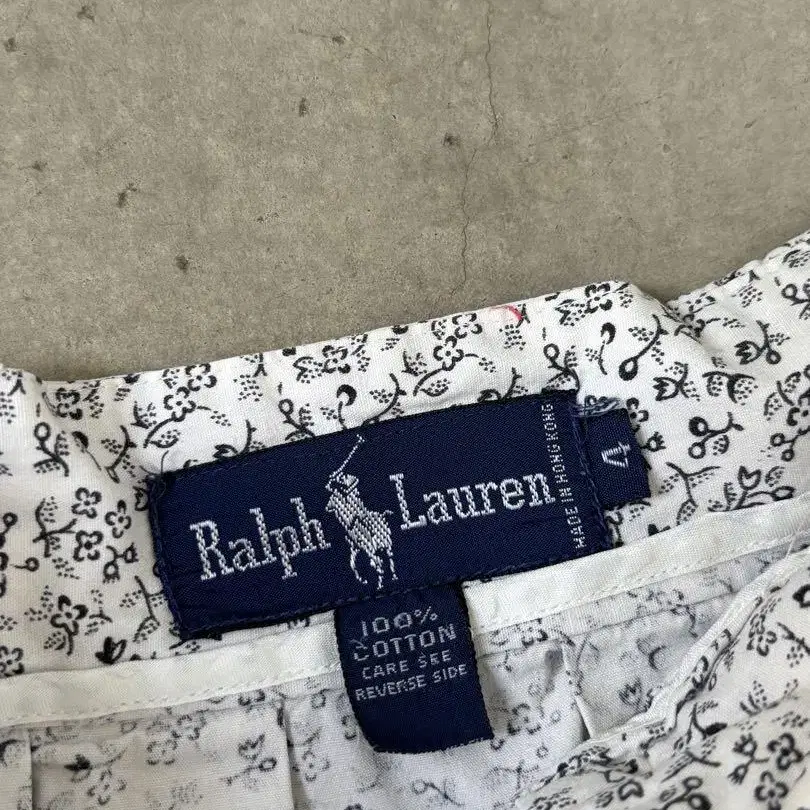 Ralph Lauren
MADE IN HONG KONG
4
100%
COTTON
CARE SEE
REVERSE SIDE